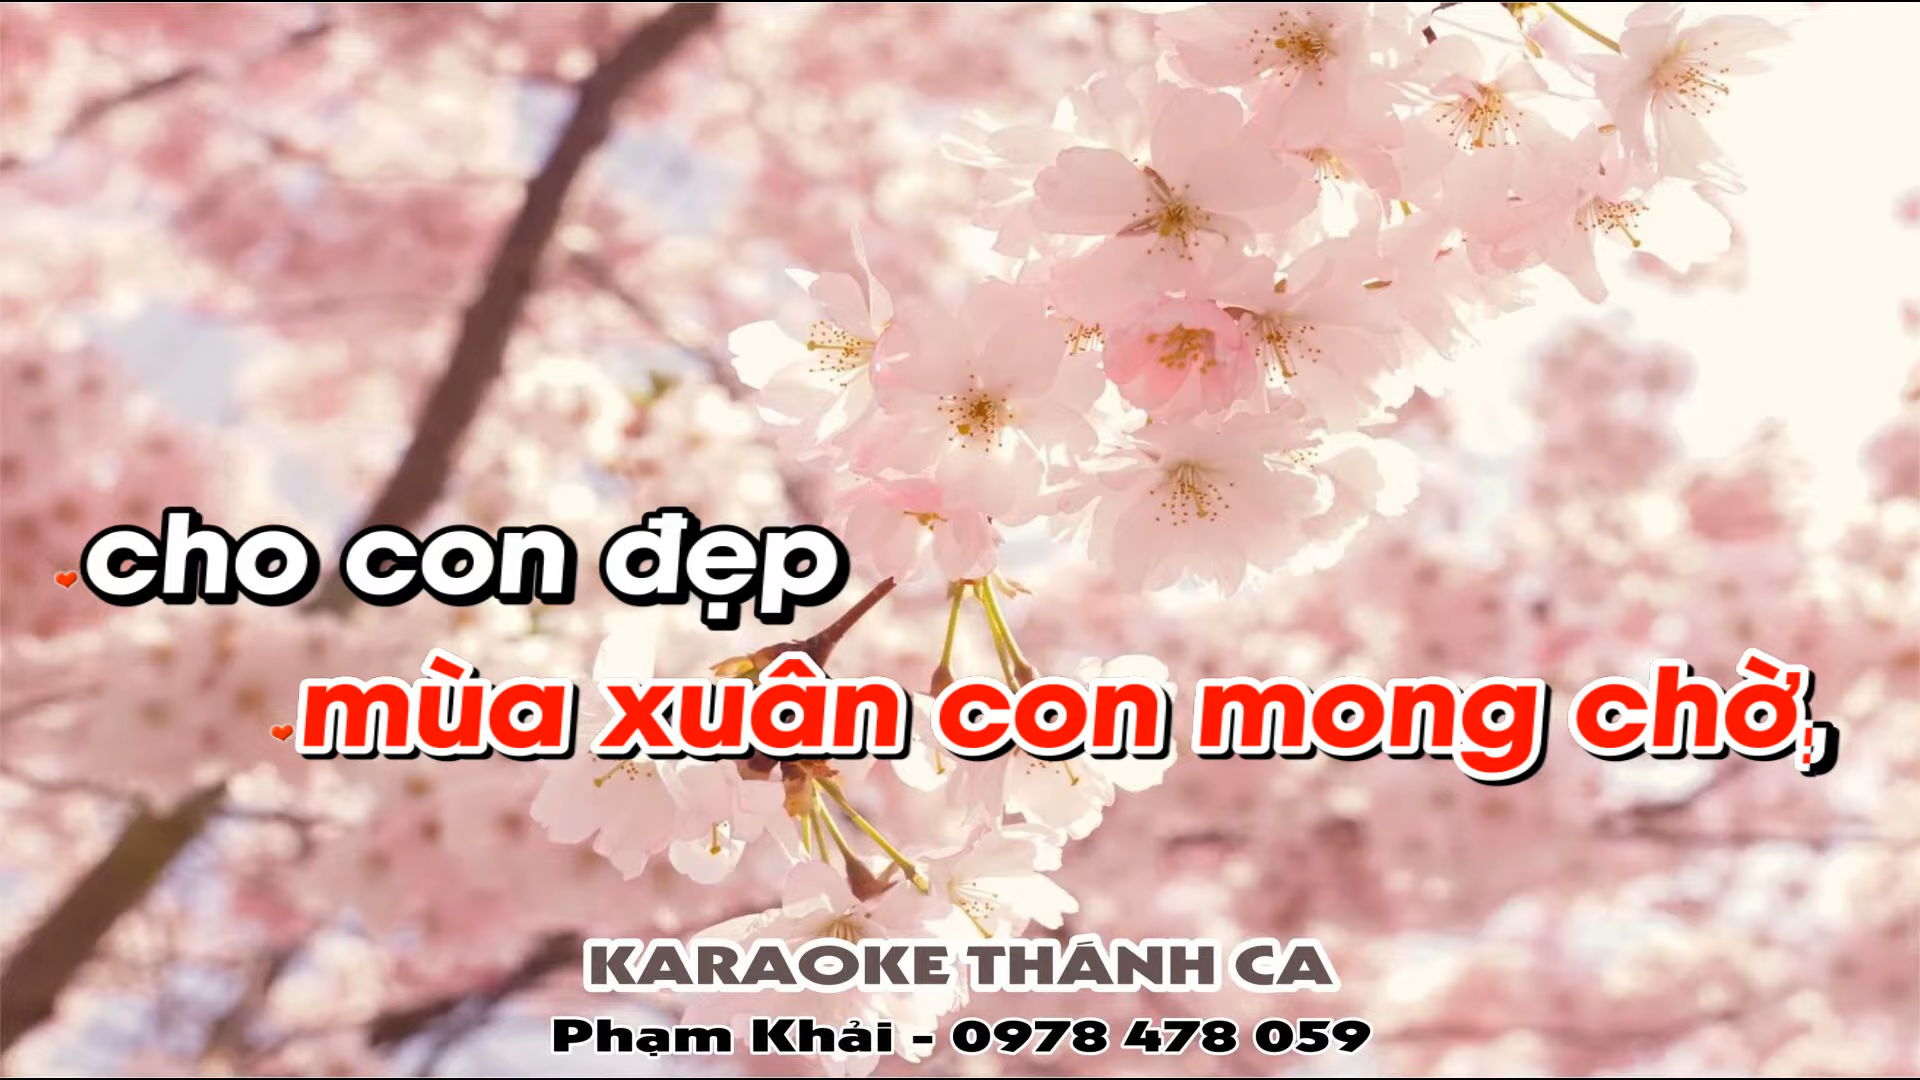 cho con đẹp
mùa xuân con mong chờ,
KARAOKE THÁNH CA
Phạm Khải - 0978 478 059